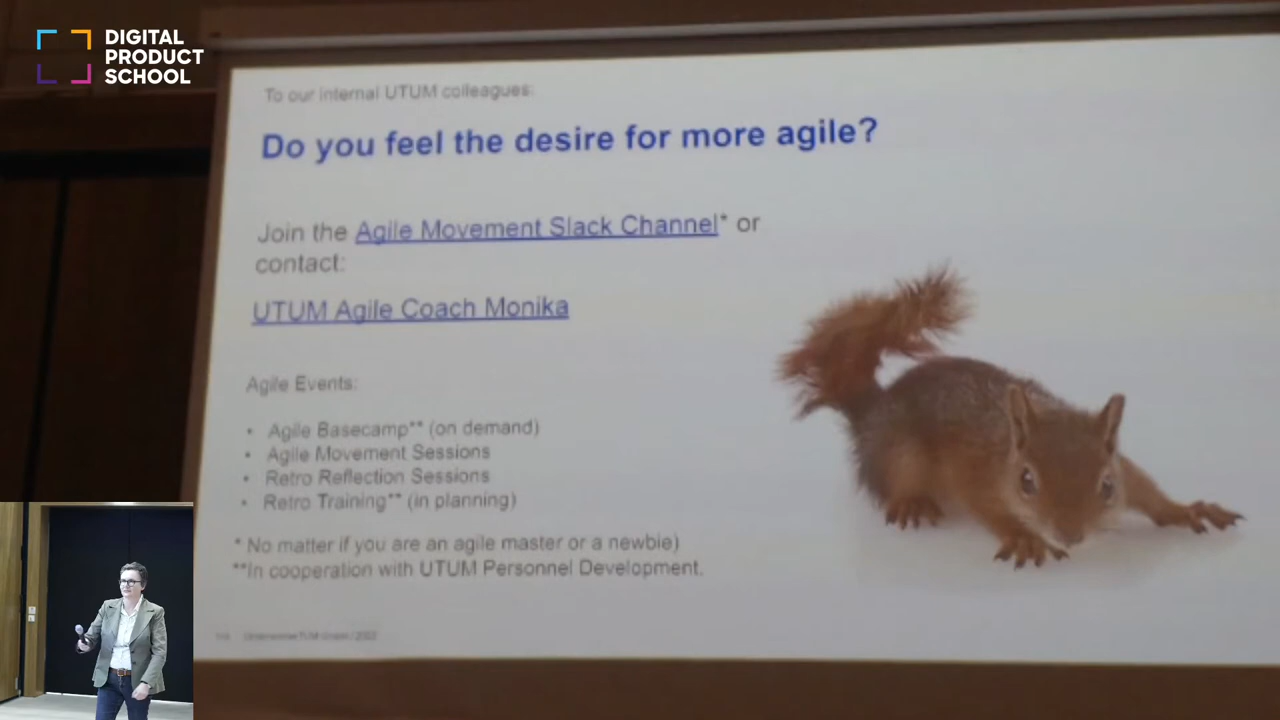 DIGITAL
PRODUCT
SCHOOL
To our internal UTUM colleagues:
Do you feel the desire for more agile?
Join the Agile Movement Slack Channel* or
contact:
UTUM Agile Coach Monika
Agile Events:
• Agile Basecamp** (on demand)
• Agile Movement Sessions
• Retro Reflection Sessions
• Retro Training** (in planning)
* No matter if you are an agile master or a newbie)
**In cooperation with UTUM Personnel Development.